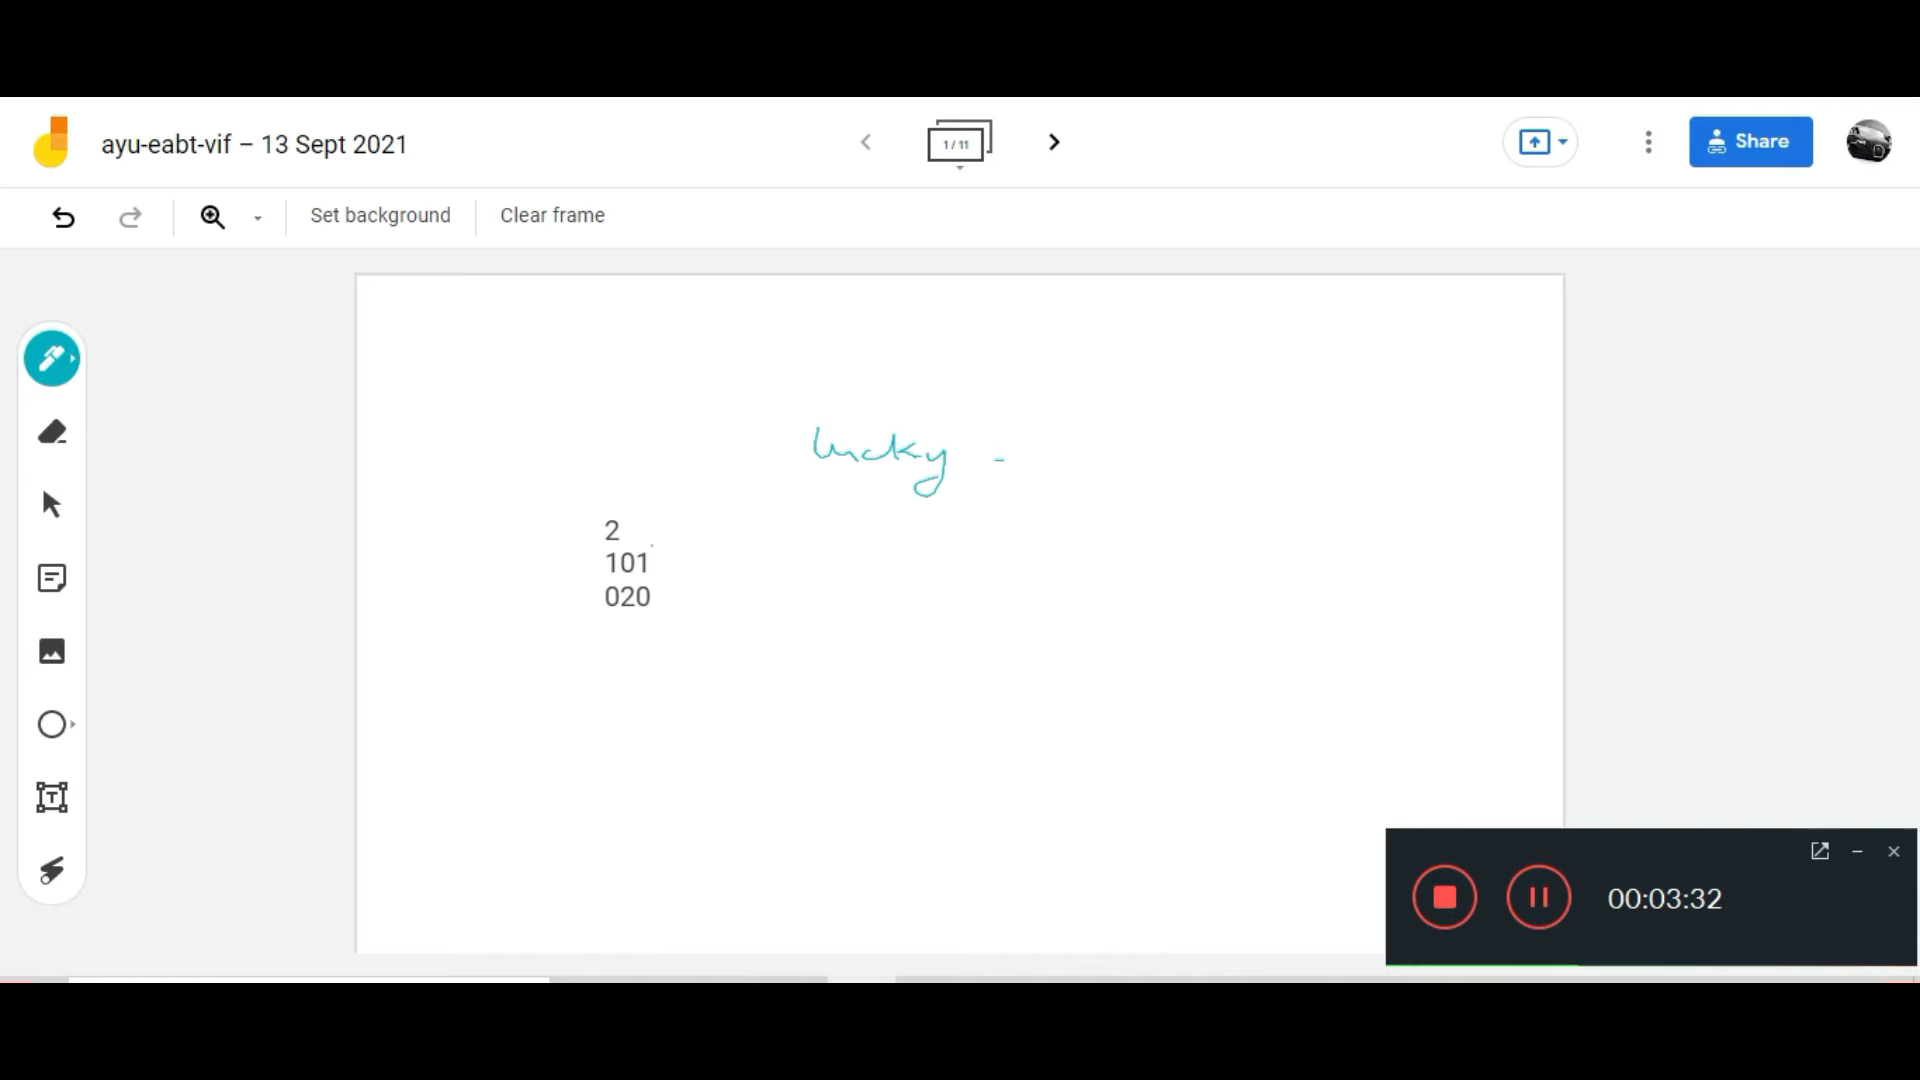 ayu-eabt-vif – 13 Sept 2021
1 / 11
Share
Set background
Clear frame
lucky -
2
101
020
00:03:32